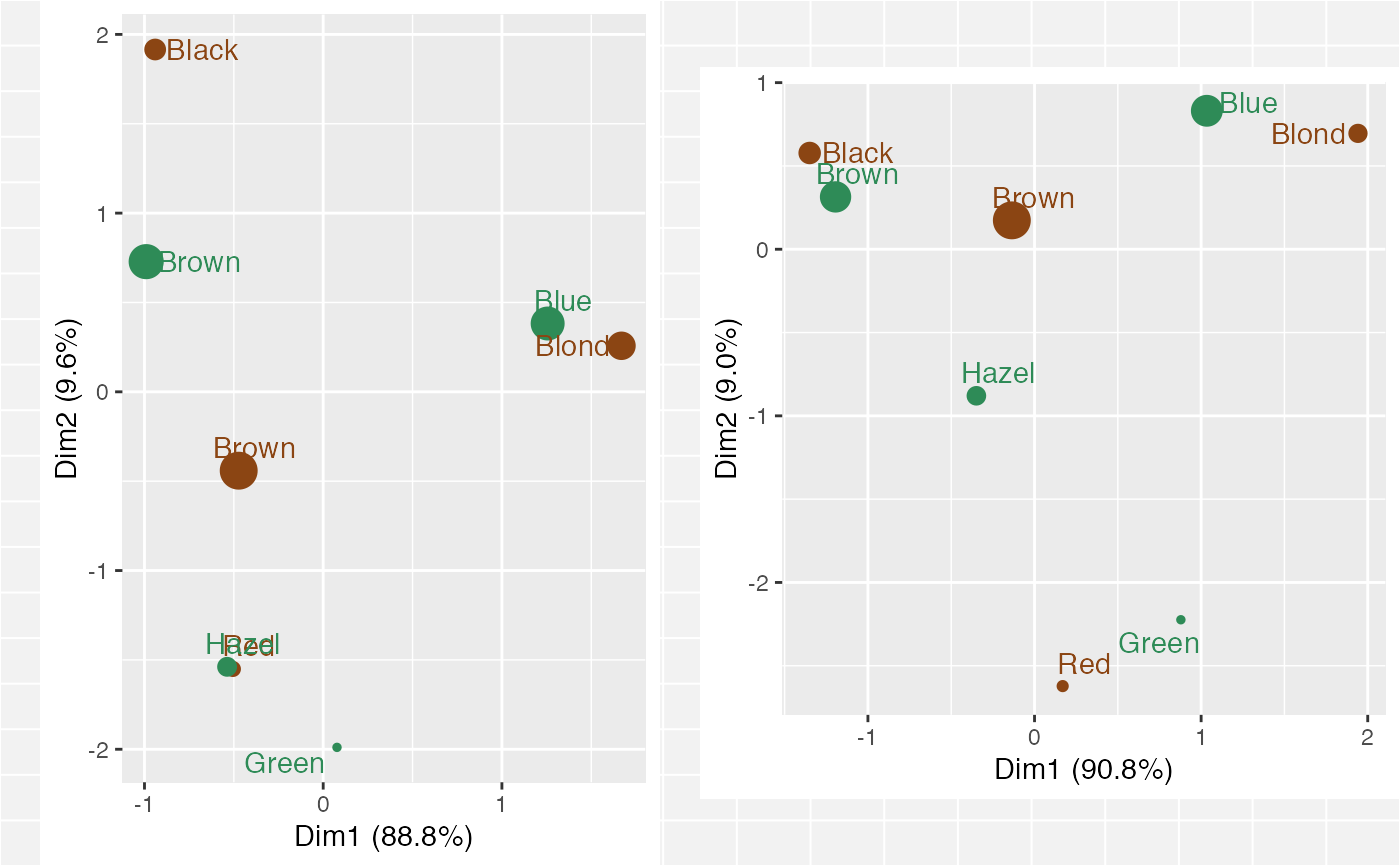 2
Black
1
Brown
Blue
Blond
0
Brown
-1
Hazel
Red
-2
Green
-1
0
1
Dim1 (88.8%)
Dim2 (9.6%)
1
Blue
Blond
Black
Brown
Brown
0
Hazel
-1
-2
Green
Red
-1
0
1
2
Dim1 (90.8%)
Dim2 (9.0%)